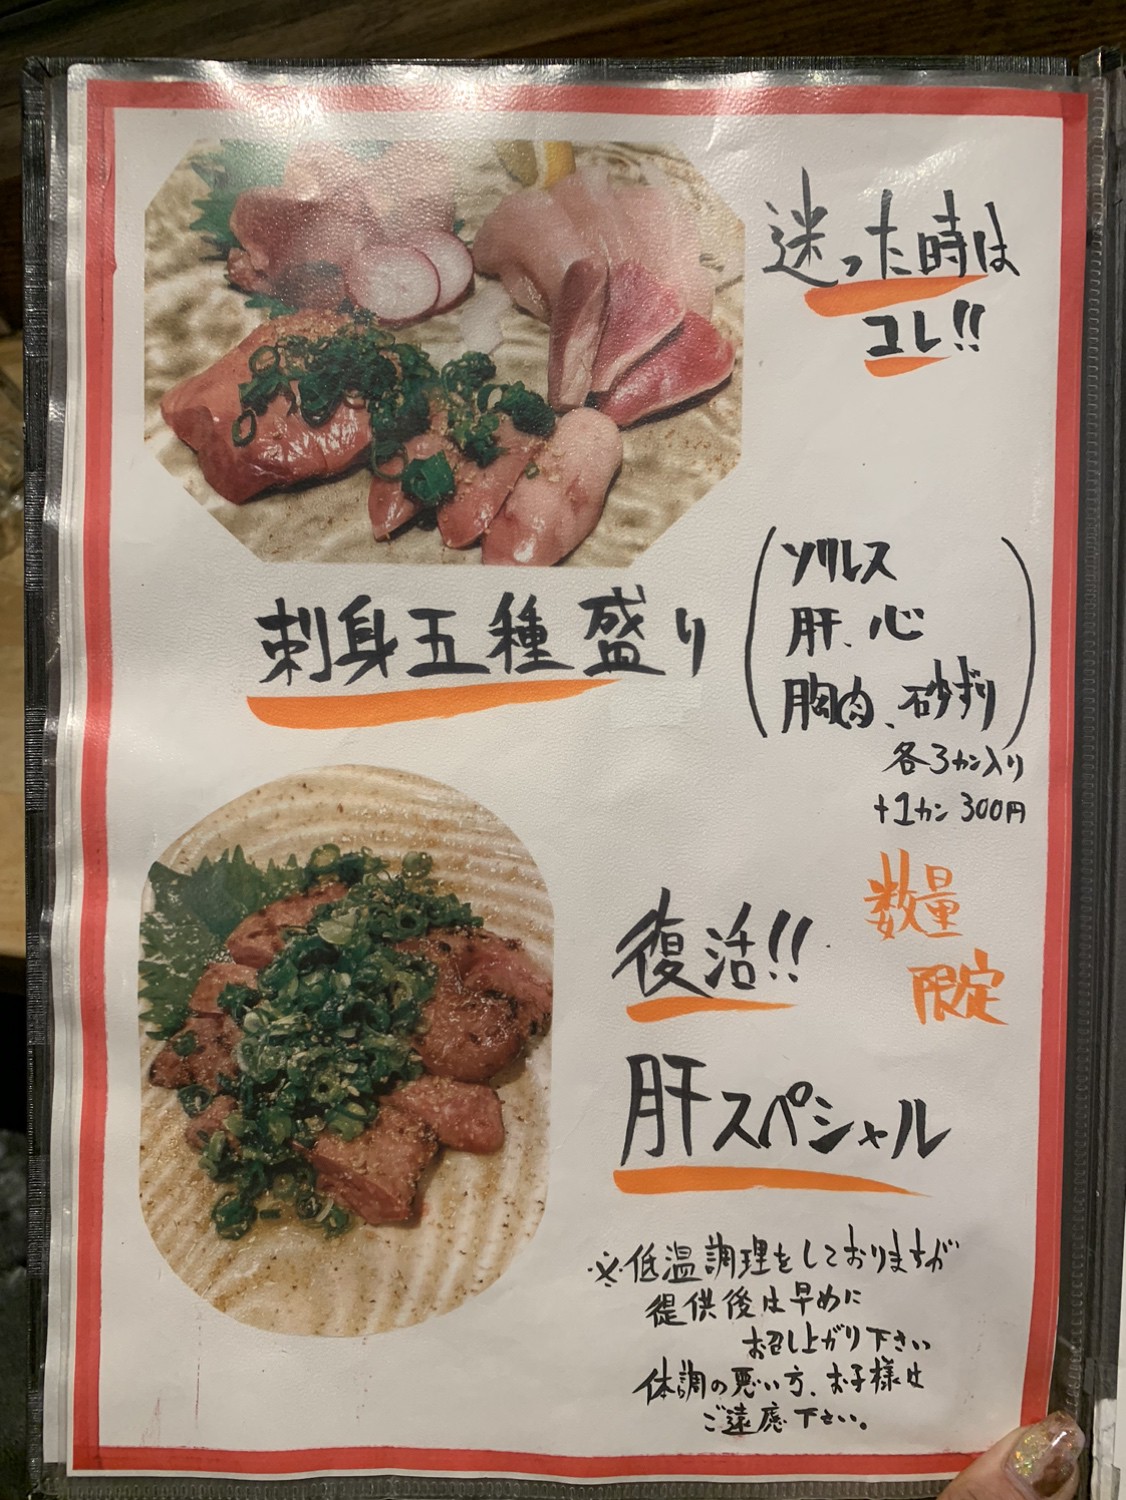 迷った時は
コレ!!
刺身五種盛り
ソリレス
肝、心
胸肉、砂ずり
各3カン入り
+1カン 300円
数量
限定
復活!!
肝スペシャル
※低温調理をしておりますが
提供後は早めに
お召し上がり下さい
体調の悪い方、お子様は
ご遠慮下さい。